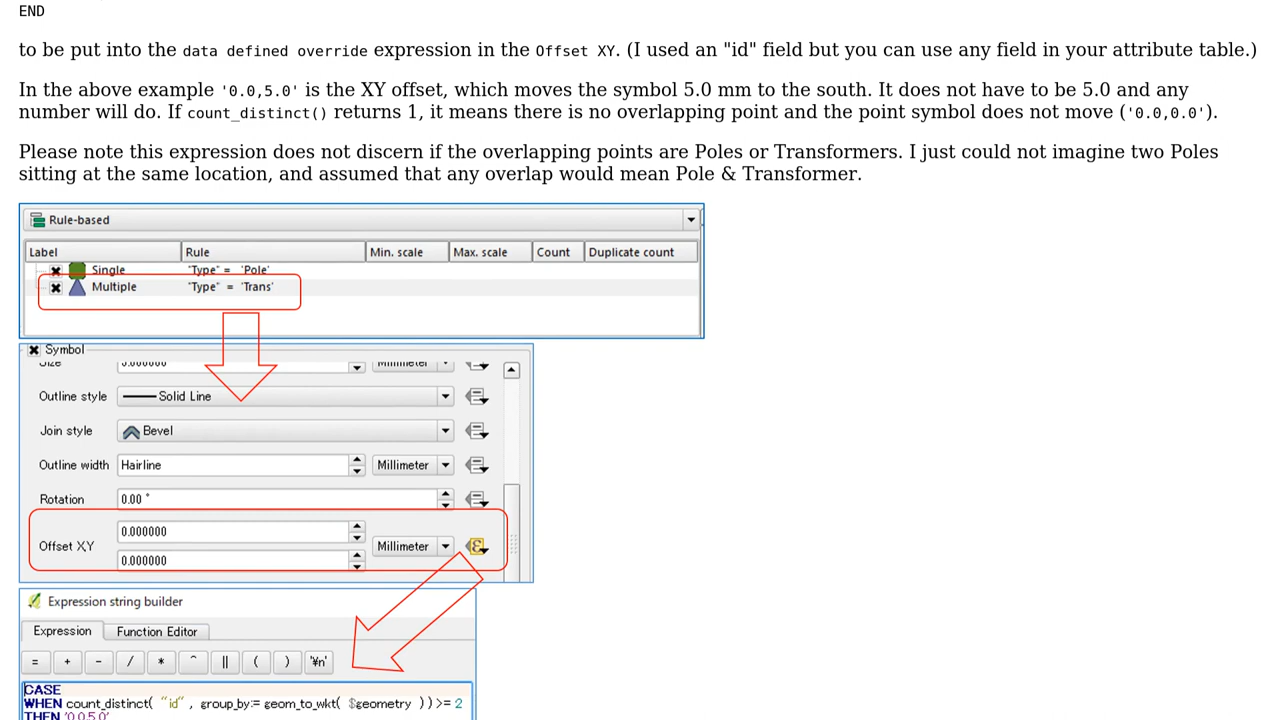 END
to be put into the data defined override expression in the Offset XY. (I used an "id" field but you can use any field in your attribute table.)
In the above example '0.0,5.0' is the XY offset, which moves the symbol 5.0 mm to the south. It does not have to be 5.0 and any
number will do. If count_distinct() returns 1, it means there is no overlapping point and the point symbol does not move ('0.0,0.0').
Please note this expression does not discern if the overlapping points are Poles or Transformers. I just could not imagine two Poles
sitting at the same location, and assumed that any overlap would mean Pole & Transformer.
Rule-based
Label Rule Min. scale Max. scale Count Duplicate count
Single "Type" = 'Pole'
Multiple "Type" = 'Trans'
Symbol
Size Millimeter
Outline style Solid Line
Join style Bevel
Outline width Hairline Millimeter
Rotation 0.00 °
0.000000
Offset X,Y Millimeter ε
0.000000
Expression string builder
Expression Function Editor
= + - / * ^ || ( ) '¥n'
CASE
WHEN count_distinct( "id" , group_by:= geom_to_wkt( $geometry ) )>= 2
THEN '0.0,5.0'